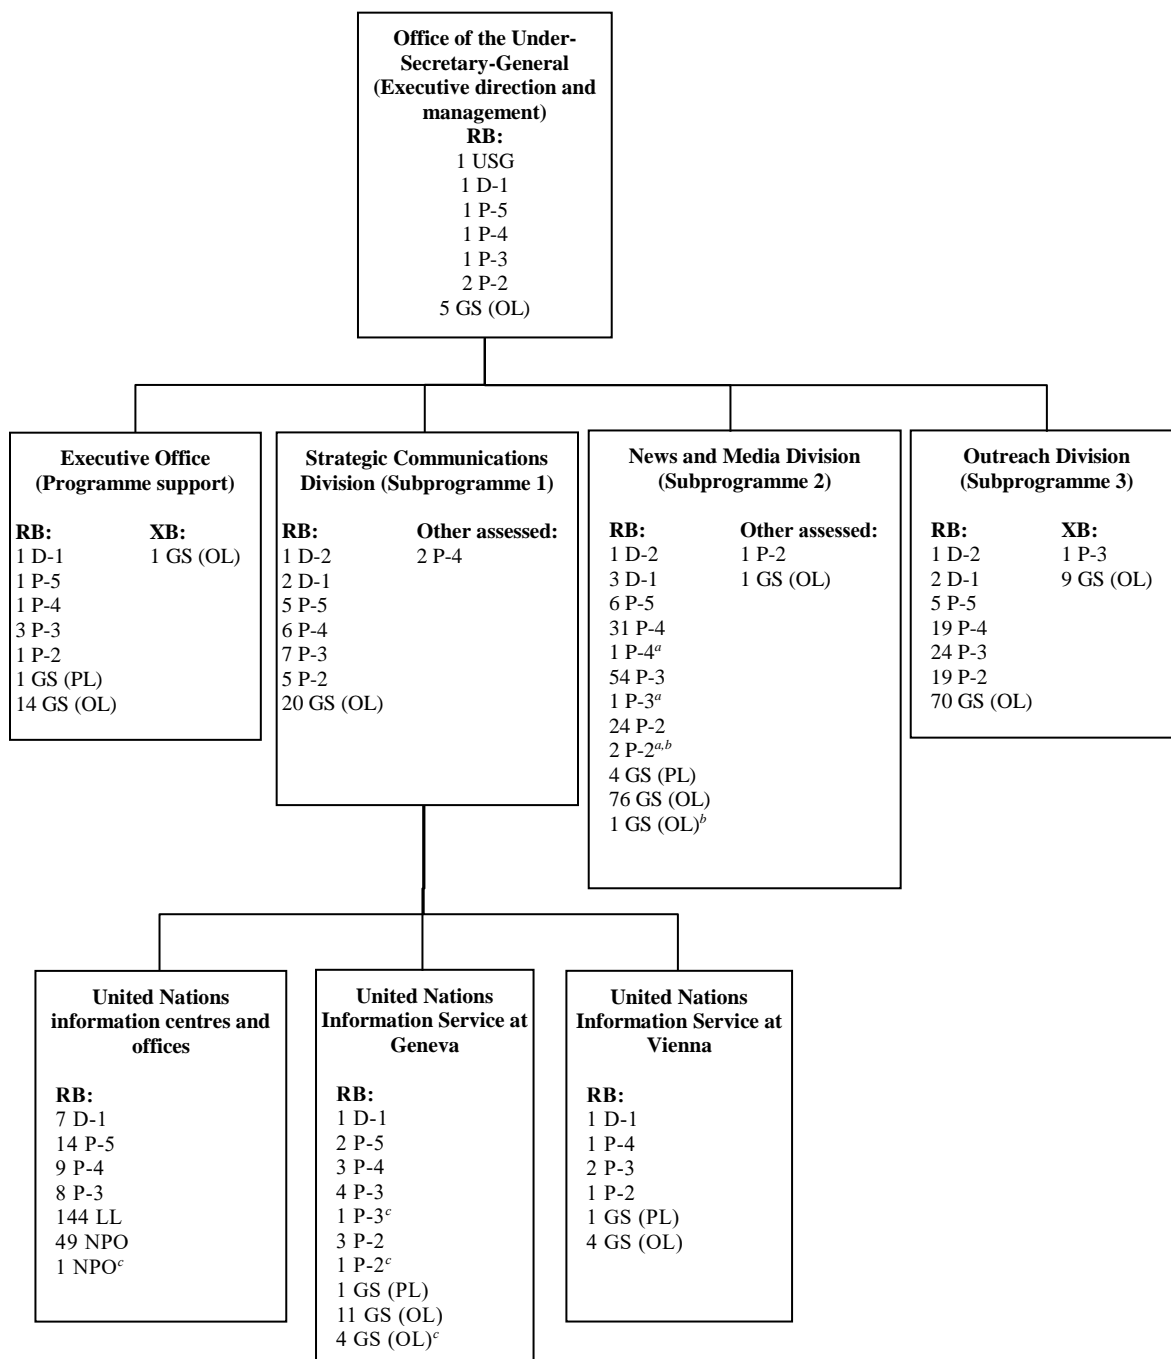 Office of the Under-
Secretary-General
(Executive direction and
management)
RB:
1 USG
1 D-1
1 P-5
1 P-4
1 P-3
2 P-2
5 GS (OL)
Executive Office
(Programme support)
RB: XB:
1 D-1 1 GS (OL)
1 P-5
1 P-4
3 P-3
1 P-2
1 GS (PL)
14 GS (OL)
Strategic Communications
Division (Subprogramme 1)
RB: Other assessed:
1 D-2 2 P-4
2 D-1
5 P-5
6 P-4
7 P-3
5 P-2
20 GS (OL)
News and Media Division
(Subprogramme 2)
RB: Other assessed:
1 D-2 1 P-2
3 D-1 1 GS (OL)
6 P-5
31 P-4
1 P-4a
54 P-3
1 P-3a
24 P-2
2 P-2a,b
4 GS (PL)
76 GS (OL)
1 GS (OL)b
Outreach Division
(Subprogramme 3)
RB: XB:
1 D-2 1 P-3
2 D-1 9 GS (OL)
5 P-5
19 P-4
24 P-3
19 P-2
70 GS (OL)
United Nations
information centres and
offices
RB:
7 D-1
14 P-5
9 P-4
8 P-3
144 LL
49 NPO
1 NPOc
United Nations
Information Service at
Geneva
RB:
1 D-1
2 P-5
3 P-4
4 P-3
1 P-3c
3 P-2
1 P-2c
1 GS (PL)
11 GS (OL)
4 GS (OL)c
United Nations
Information Service at
Vienna
RB:
1 D-1
1 P-4
2 P-3
1 P-2
1 GS (PL)
4 GS (OL)